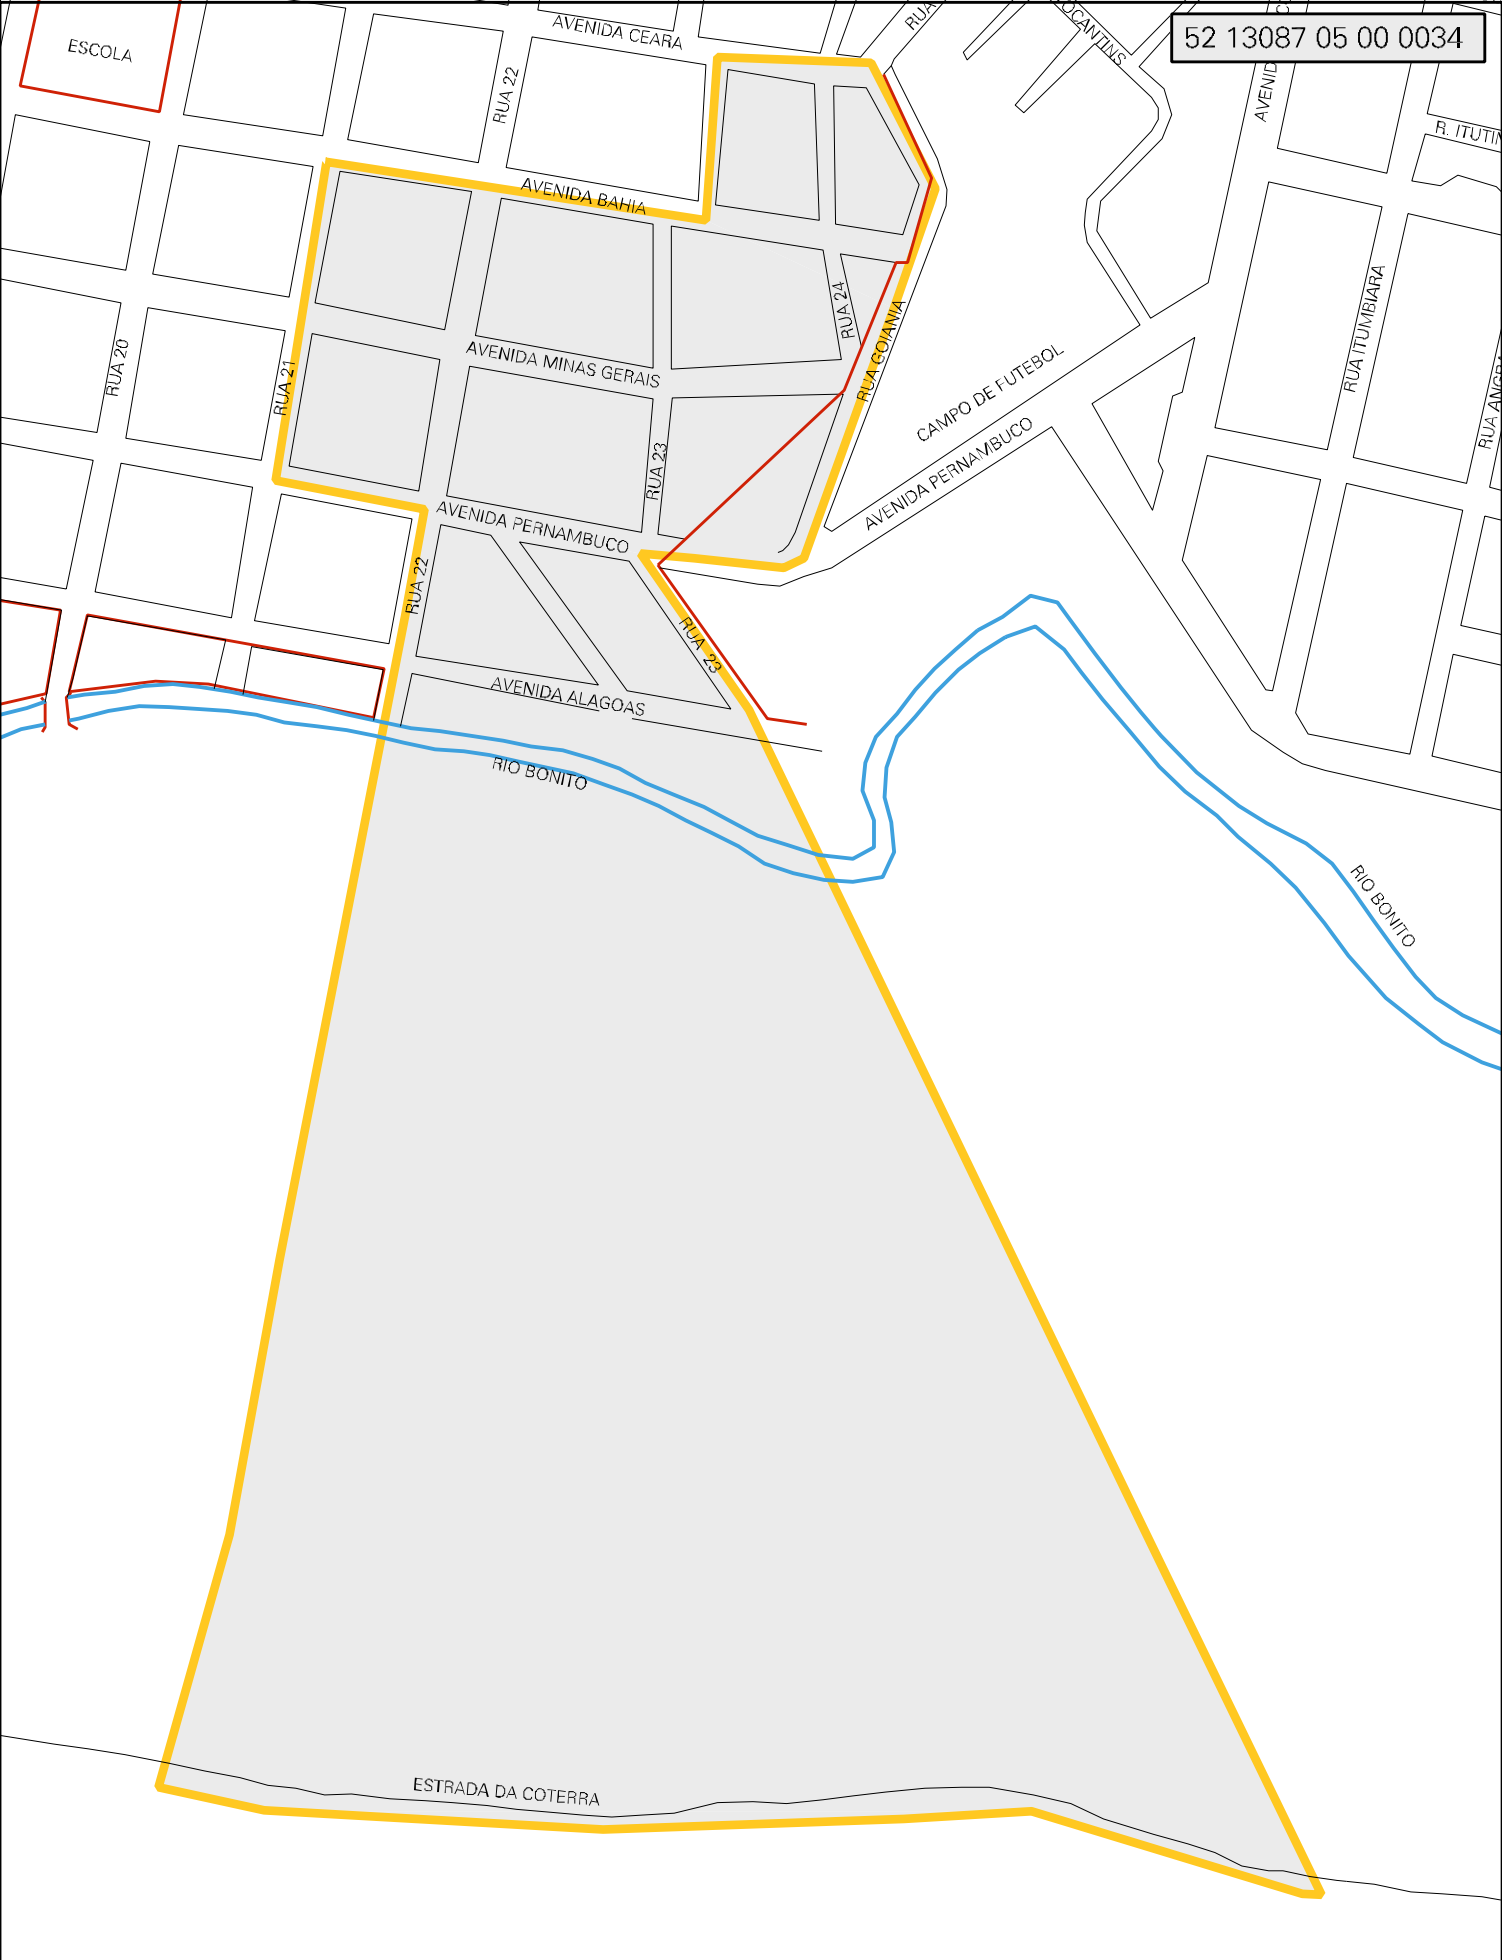 52 13087 05 00 0034
ESCOLA
AVENIDA CEARA
RUA
RUA 22
AVENIDA BAHIA
RUA 20
RUA 21
AVENIDA MINAS GERAIS
RUA 24
RUA GOIANIA
RUA 23
CAMPO DE FUTEBOL
AVENIDA PERNAMBUCO
RUA ITUMBIARA
AVENIDA PERNAMBUCO
RUA 22
RUA 23
AVENIDA ALAGOAS
RIO BONITO
RIO BONITO
ESTRADA DA COTERRA